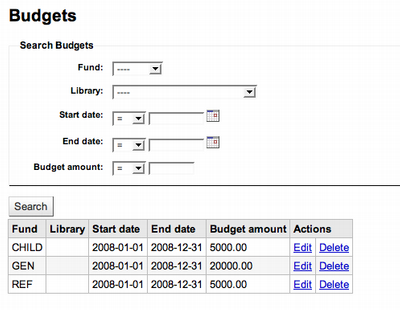 Budgets
Search Budgets
Fund: ----
Library: ----
Start date: =
End date: =
Budget amount: =
Search
Fund Library Start date End date Budget amount Actions
CHILD 2008-01-01 2008-12-31 5000.00 Edit Delete
GEN 2008-01-01 2008-12-31 20000.00 Edit Delete
REF 2008-01-01 2008-12-31 5000.00 Edit Delete